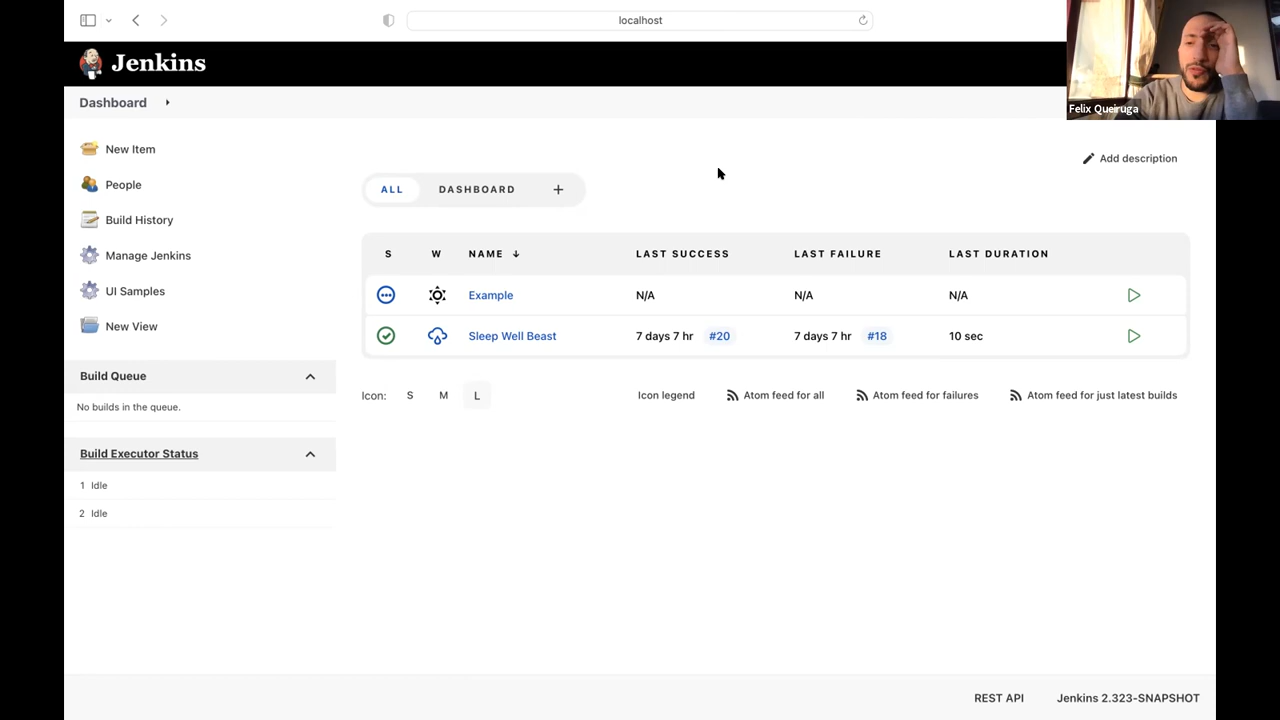 localhost
Jenkins
Felix Queiruga
Dashboard
New Item
People
Build History
Manage Jenkins
UI Samples
New View
Build Queue
No builds in the queue.
Build Executor Status
1 Idle
2 Idle
Add description
ALL DASHBOARD +
S W NAME ↓ LAST SUCCESS LAST FAILURE LAST DURATION
Example N/A N/A N/A
Sleep Well Beast 7 days 7 hr #20 7 days 7 hr #18 10 sec
Icon: S M L Icon legend Atom feed for all Atom feed for failures Atom feed for just latest builds
REST API Jenkins 2.323-SNAPSHOT